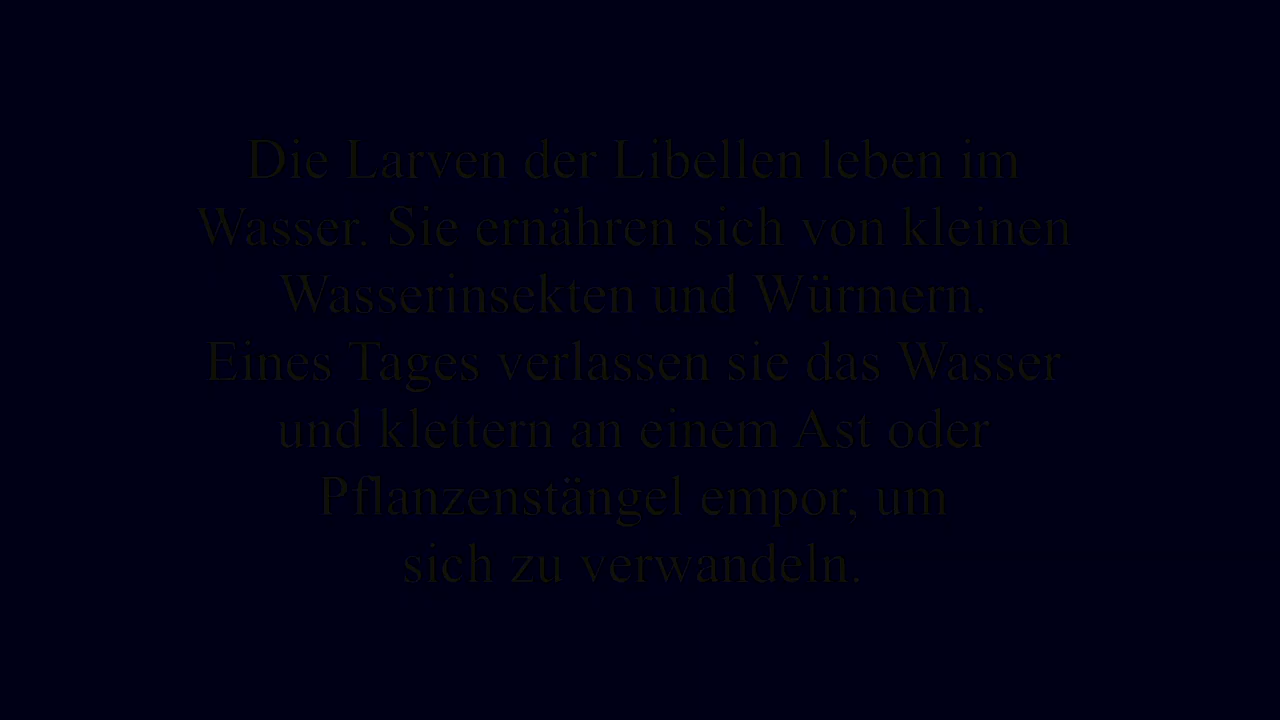 Die Larven der Libellen leben im
Wasser. Sie ernähren sich von kleinen
Wasserinsekten und Würmern.
Eines Tages verlassen sie das Wasser
und klettern an einem Ast oder
Pflanzenstängel empor, um
sich zu verwandeln.